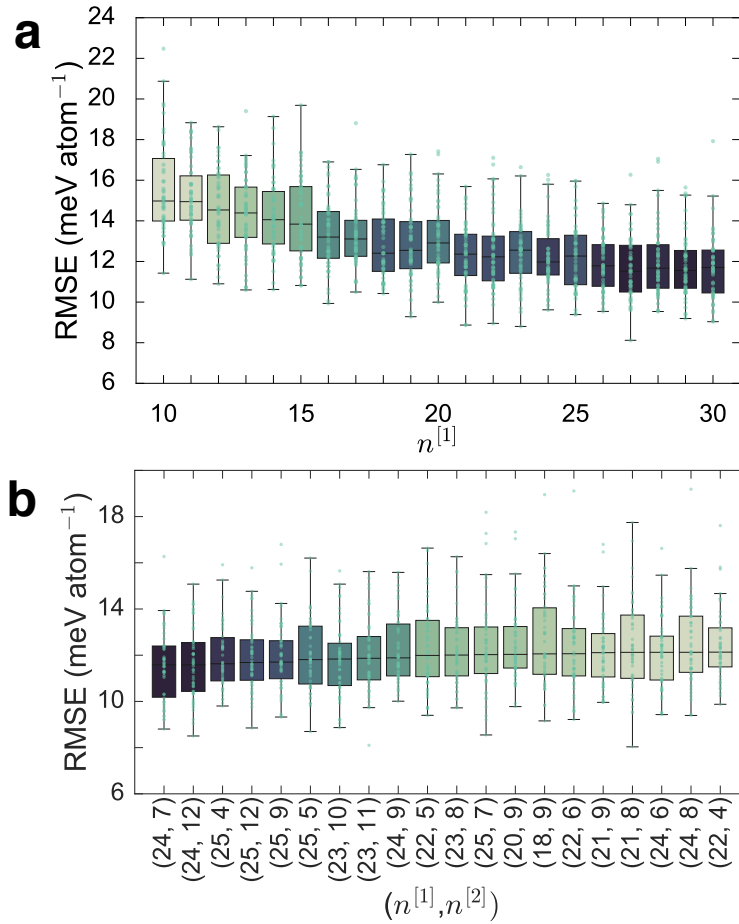 a
24
22
20
18
16
14
12
10
8
6
RMSE (meV atom⁻¹)
10 15 20 25 30
n^[1]
b
18
14
10
6
RMSE (meV atom⁻¹)
(24, 7) (24, 12) (25, 4) (25, 12) (25, 9) (25, 5) (23, 10) (23, 11) (24, 9) (22, 5) (23, 8) (25, 7) (20, 9) (18, 9) (22, 6) (21, 9) (21, 8) (24, 6) (24, 8) (22, 4)
(n^[1],n^[2])